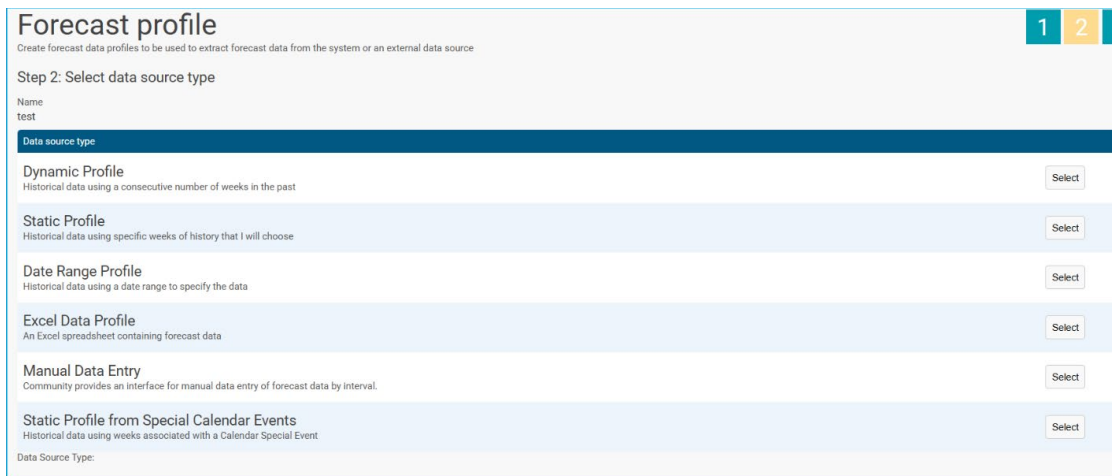 Forecast profile
1 2
Create forecast data profiles to be used to extract forecast data from the system or an external data source
Step 2: Select data source type
Name
test
Data source type
Dynamic Profile
Historical data using a consecutive number of weeks in the past
Select
Static Profile
Historical data using specific weeks of history that I will choose
Select
Date Range Profile
Historical data using a date range to specify the data
Select
Excel Data Profile
An Excel spreadsheet containing forecast data
Select
Manual Data Entry
Community provides an interface for manual data entry of forecast data by interval.
Select
Static Profile from Special Calendar Events
Historical data using weeks associated with a Calendar Special Event
Select
Data Source Type: